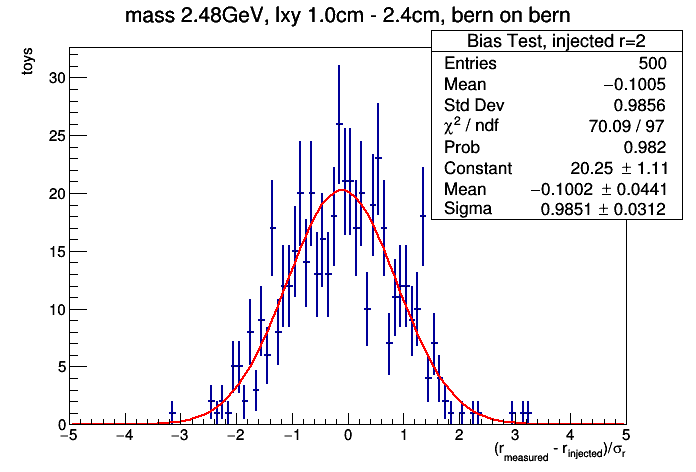 mass 2.48GeV, lxy 1.0cm - 2.4cm, bern on bern
toys
Bias Test, injected r=2
Entries 500
Mean −0.1005
Std Dev 0.9856
χ² / ndf 70.09 / 97
Prob 0.982
Constant 20.25 ± 1.11
Mean −0.1002 ± 0.0441
Sigma 0.9851 ± 0.0312
30
25
20
15
10
5
0
−5 −4 −3 −2 −1 0 1 2 3 4 5
(r_measured - r_injected)/σ_r